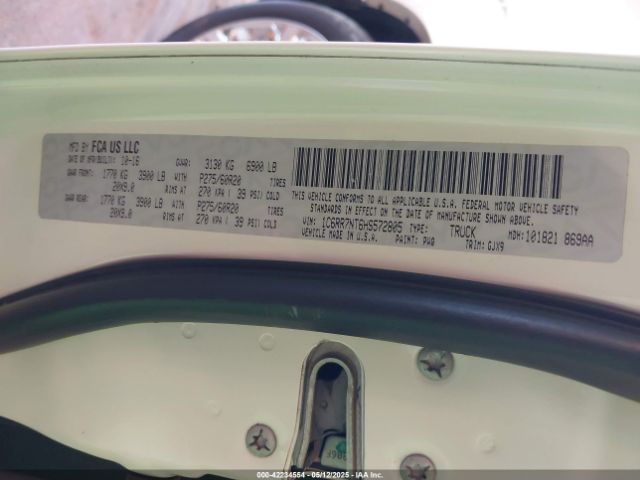 MFD BY FCA US LLC
DATE OF MFR/BUILT: 10-16 GVWR: 3130 KG 6900 LB
GAWR FRONT: 1770 KG 3900 LB WITH P275/60R20 TIRES
20X9.0 RIMS AT 270 KPA ( 39 PSI) COLD
GAWR REAR: 1770 KG 3900 LB WITH P275/60R20 TIRES
20X9.0 RIMS AT 270 KPA ( 39 PSI) COLD
THIS VEHICLE CONFORMS TO ALL APPLICABLE U.S.A. FEDERAL MOTOR VEHICLE SAFETY
STANDARDS IN EFFECT ON THE DATE OF MANUFACTURE SHOWN ABOVE.
VIN: 1C6RR7NT6HS572805 TYPE: TRUCK MDH: 101821 869AA
VEHICLE MADE IN U.S.A. PAINT: PW8 TRIM: GJX9
000-42234554 - 05/12/2025 - IAA Inc.